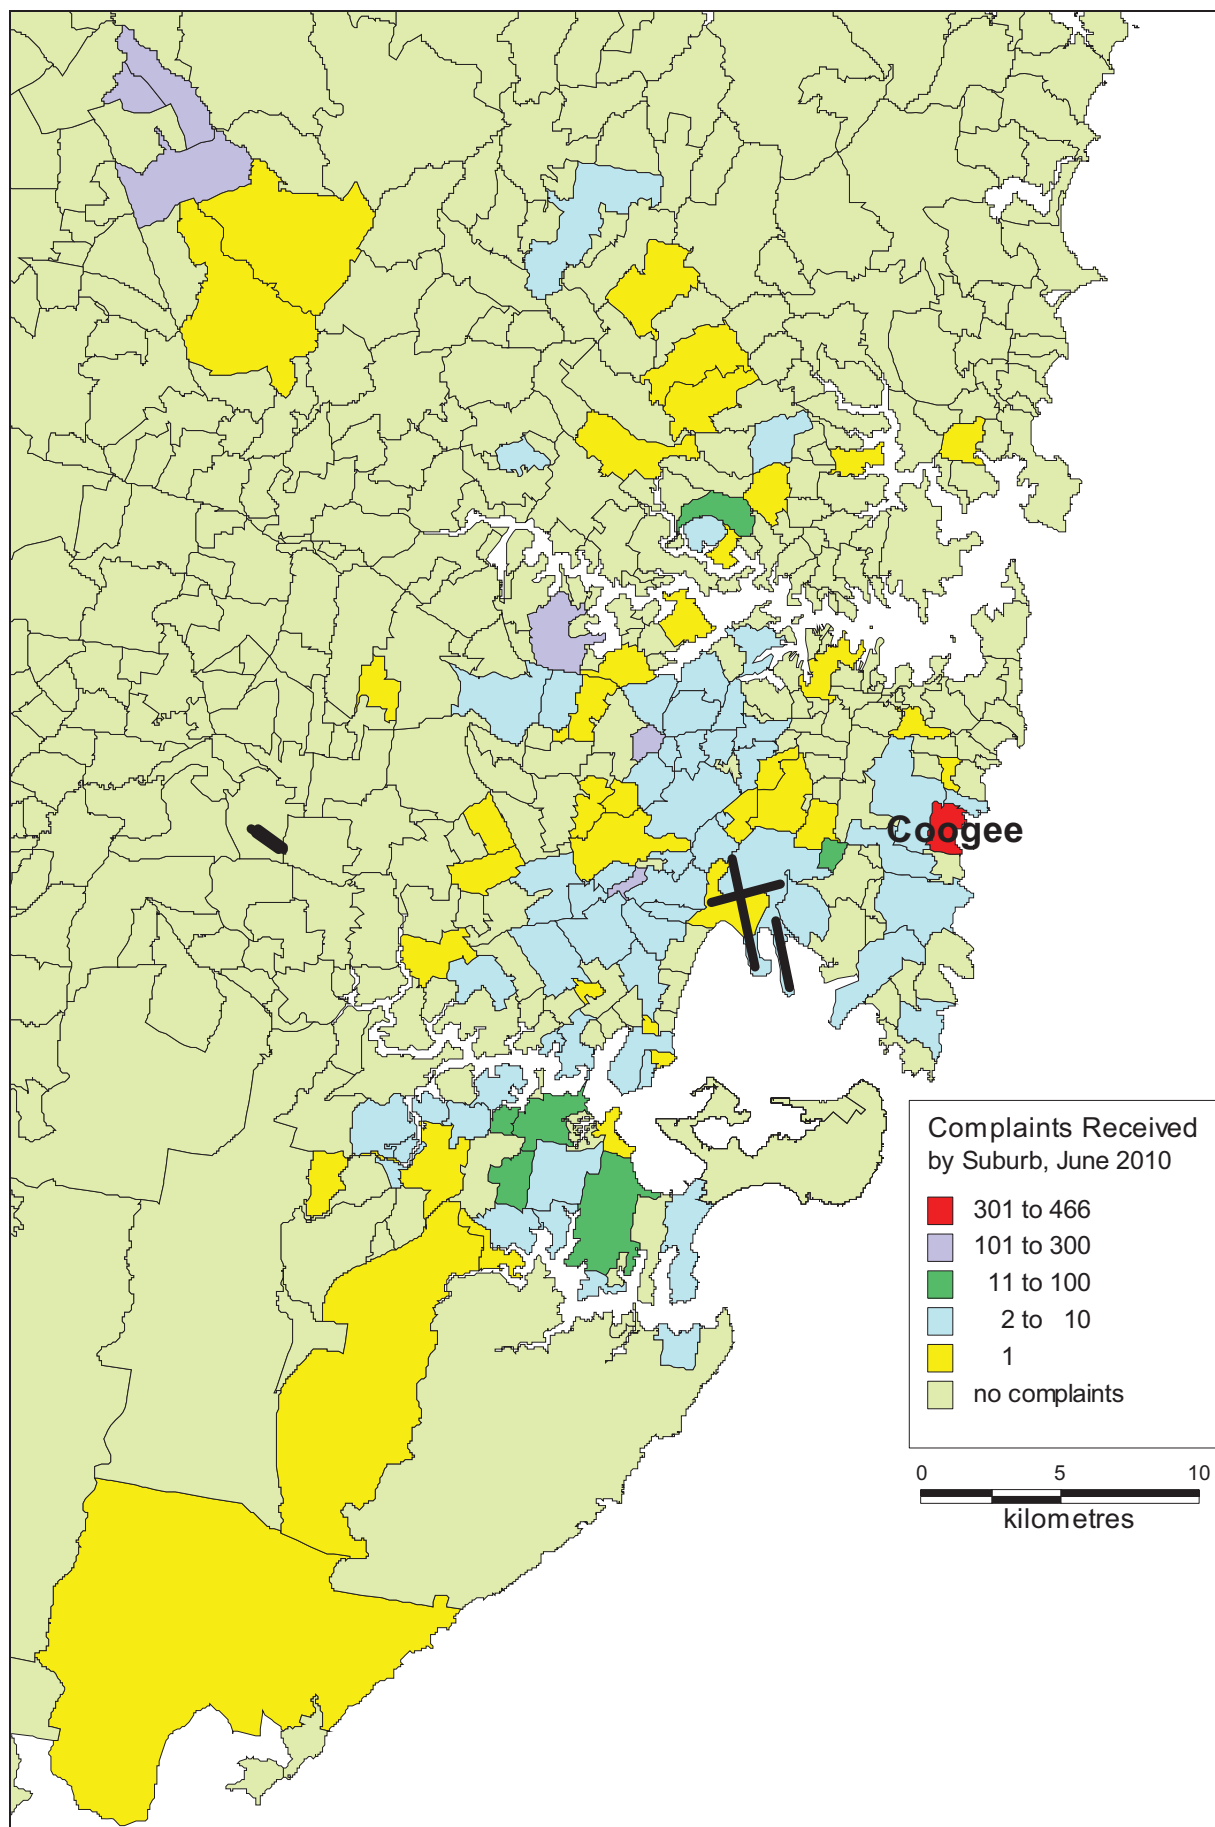 Coogee
Complaints Received
by Suburb, June 2010
301 to 466
101 to 300
11 to 100
2 to 10
1
no complaints
0 5 10
kilometres